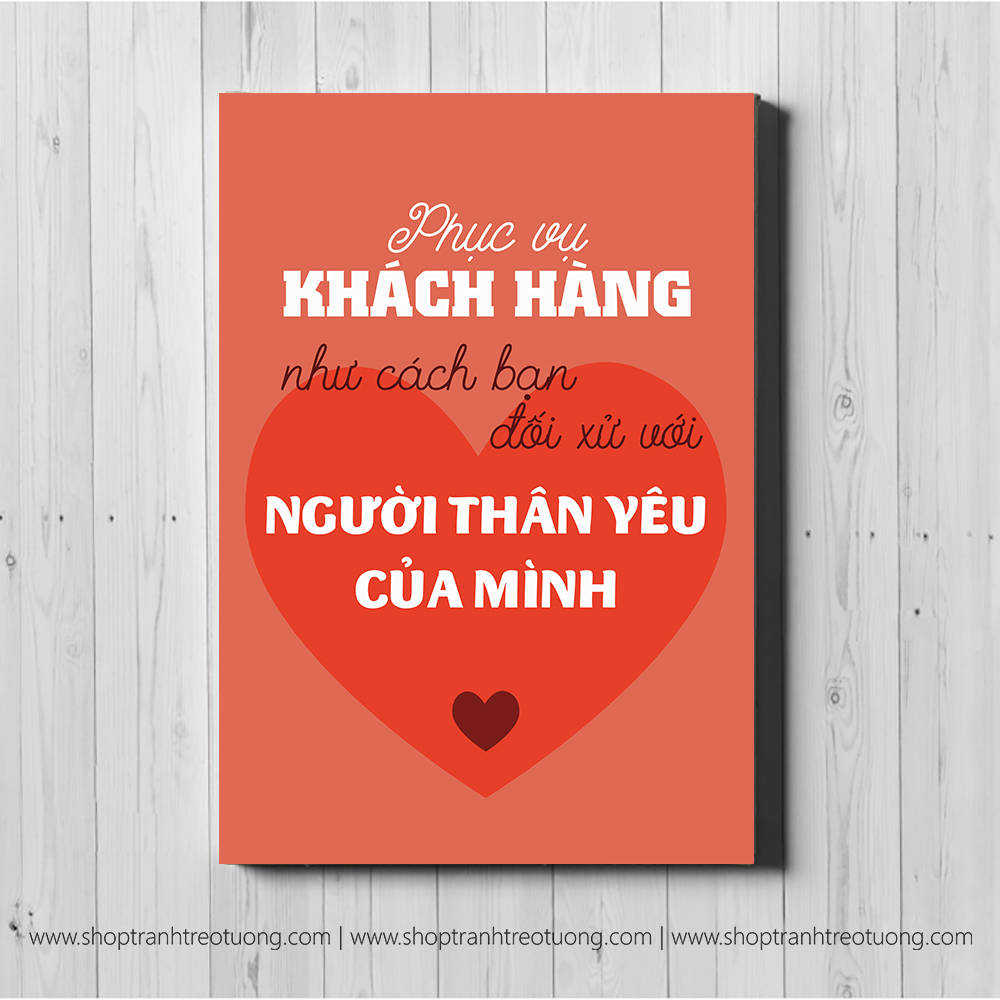 Phục vụ
KHÁCH HÀNG
như cách bạn
đối xử với
NGƯỜI THÂN YÊU
CỦA MÌNH
www.shoptranhtreotuong.com | www.shoptranhtreotuong.com | www.shoptranhtreotuong.com